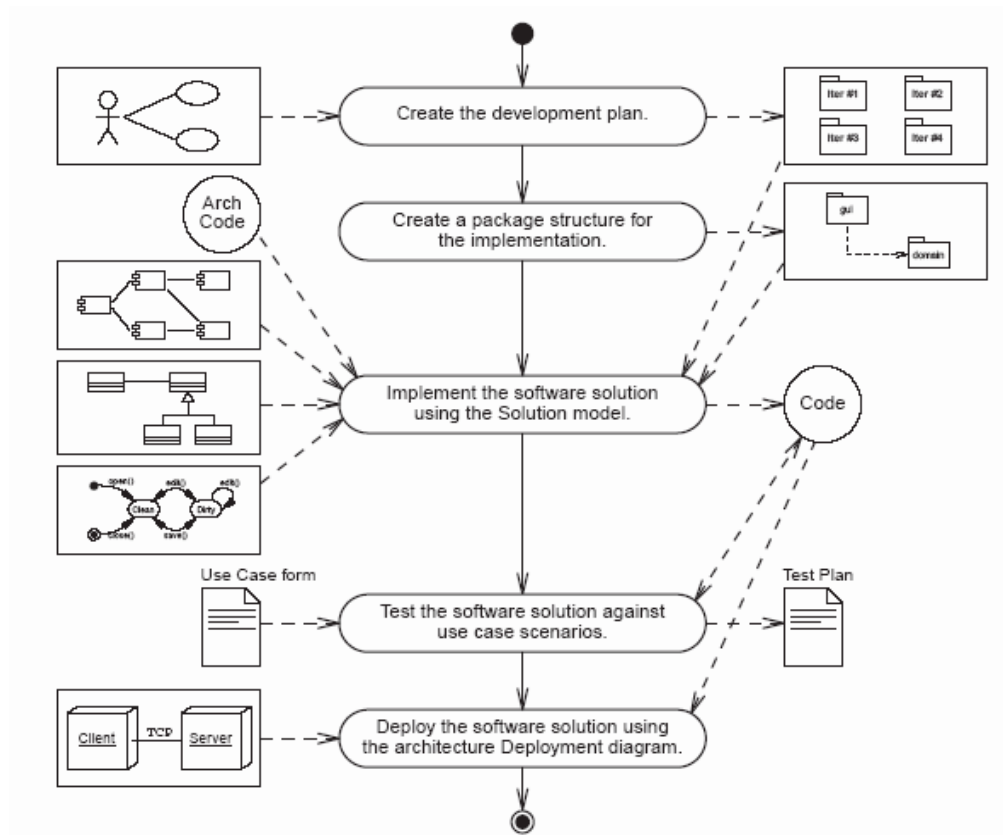 Create the development plan.
Iter #1
Iter #2
Iter #3
Iter #4
Arch
Code
Create a package structure for
the implementation.
gui
domain
Implement the software solution
using the Solution model.
Code
open()
edit()
edit()
Clean
Dirty
close()
save()
Use Case form
Test Plan
Test the software solution against
use case scenarios.
Client
TCP
Server
Deploy the software solution using
the architecture Deployment diagram.